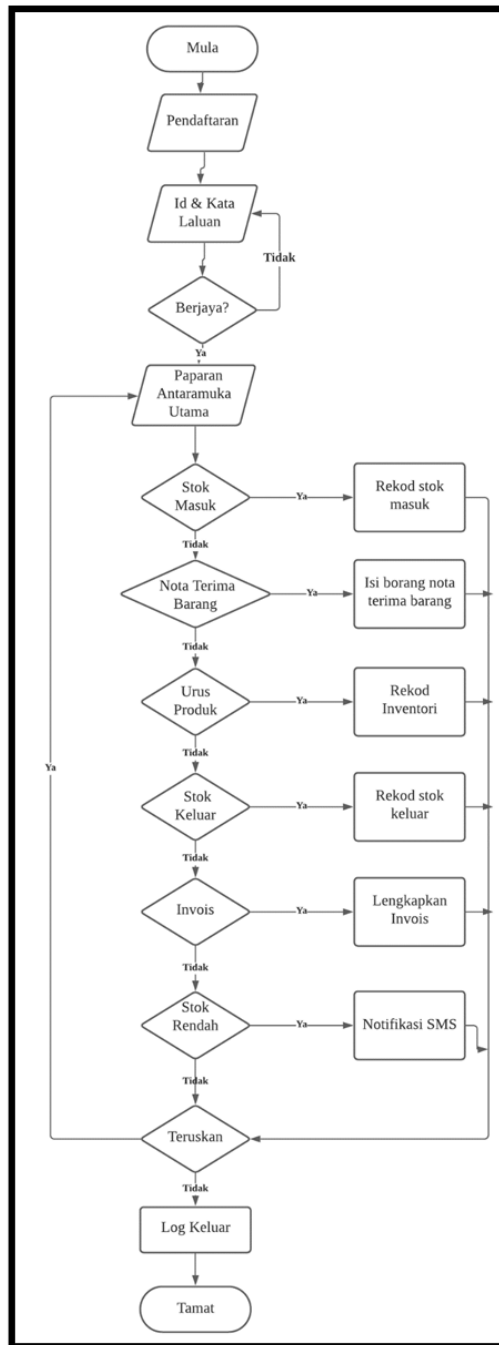 Mula
Pendaftaran
Id & Kata
Laluan
Tidak
Berjaya?
Ya
Paparan
Antaramuka
Utama
Stok
Masuk
Ya
Rekod stok
masuk
Tidak
Nota Terima
Barang
Ya
Isi borang nota
terima barang
Tidak
Urus
Produk
Ya
Rekod
Inventori
Tidak
Ya
Stok
Keluar
Ya
Rekod stok
keluar
Tidak
Invois
Ya
Lengkapkan
Invois
Tidak
Stok
Rendah
Ya
Notifikasi SMS
Tidak
Teruskan
Tidak
Log Keluar
Tamat